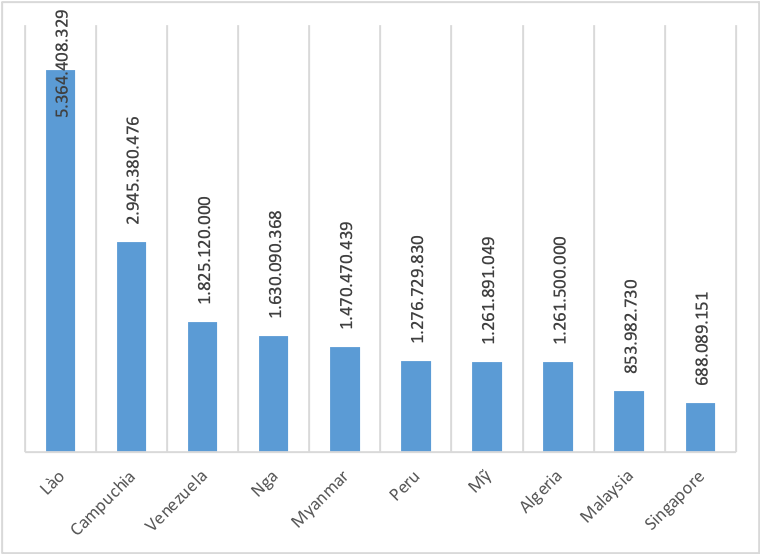 5.364.408.329
2.945.380.476
1.825.120.000
1.630.090.368
1.470.470.439
1.276.729.830
1.261.891.049
1.261.500.000
853.982.730
688.089.151
Lào
Campuchia
Venezuela
Nga
Myanmar
Peru
Mỹ
Algeria
Malaysia
Singapore